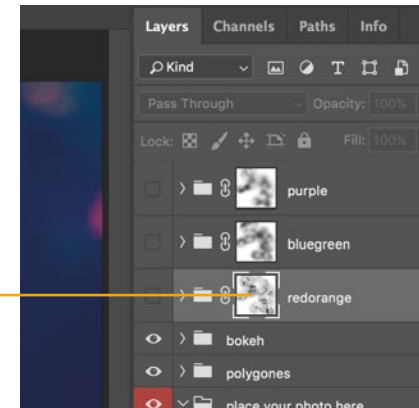 Layers Channels Paths Info
Kind T
Pass Through Opacity: 100%
Lock: Fill: 100%
purple
bluegreen
redorange
bokeh
polygones
place your photo here